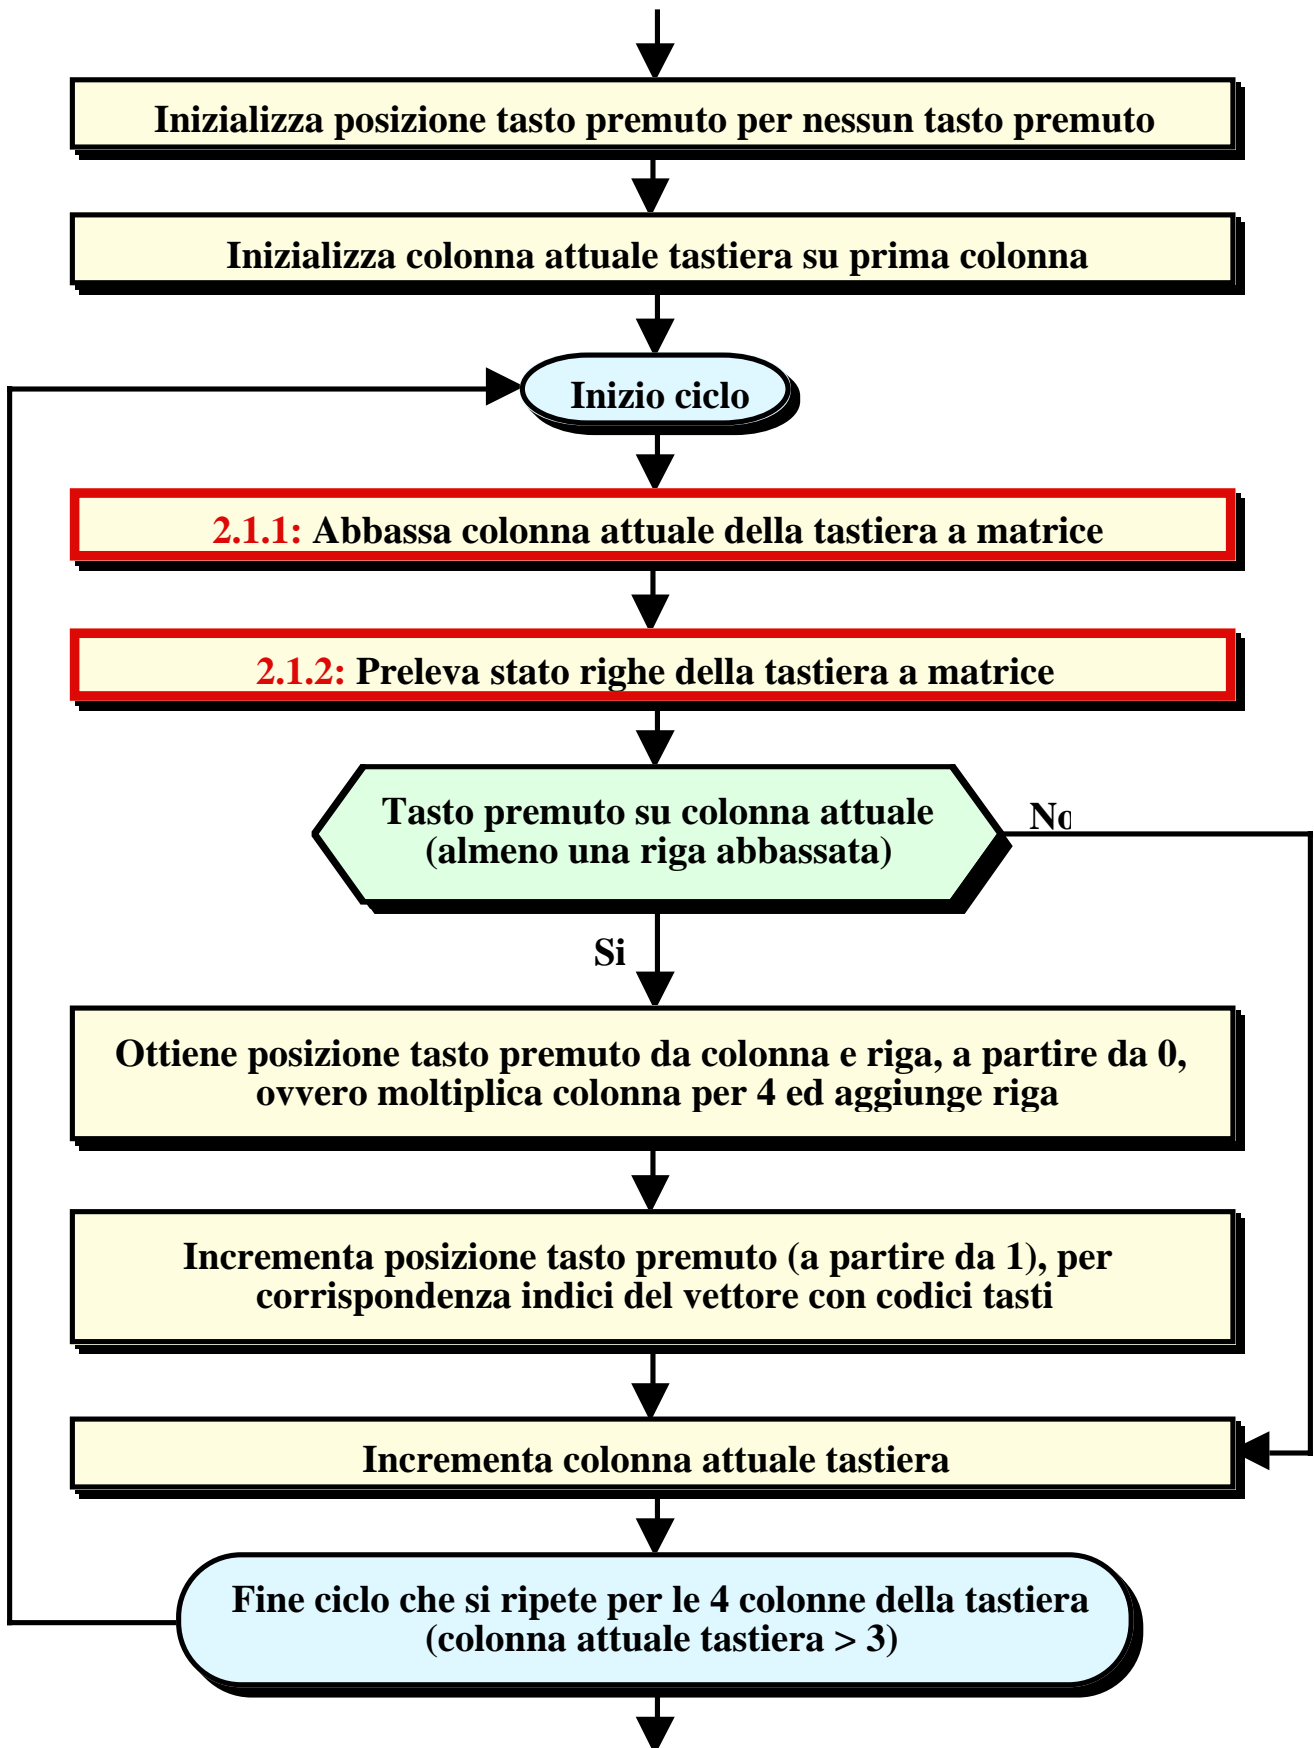 Inizializza posizione tasto premuto per nessun tasto premuto
Inizializza colonna attuale tastiera su prima colonna
Inizio ciclo
2.1.1: Abbassa colonna attuale della tastiera a matrice
2.1.2: Preleva stato righe della tastiera a matrice
Tasto premuto su colonna attuale
(almeno una riga abbassata)
No
Si
Ottiene posizione tasto premuto da colonna e riga, a partire da 0,
ovvero moltiplica colonna per 4 ed aggiunge riga
Incrementa posizione tasto premuto (a partire da 1), per
corrispondenza indici del vettore con codici tasti
Incrementa colonna attuale tastiera
Fine ciclo che si ripete per le 4 colonne della tastiera
(colonna attuale tastiera > 3)